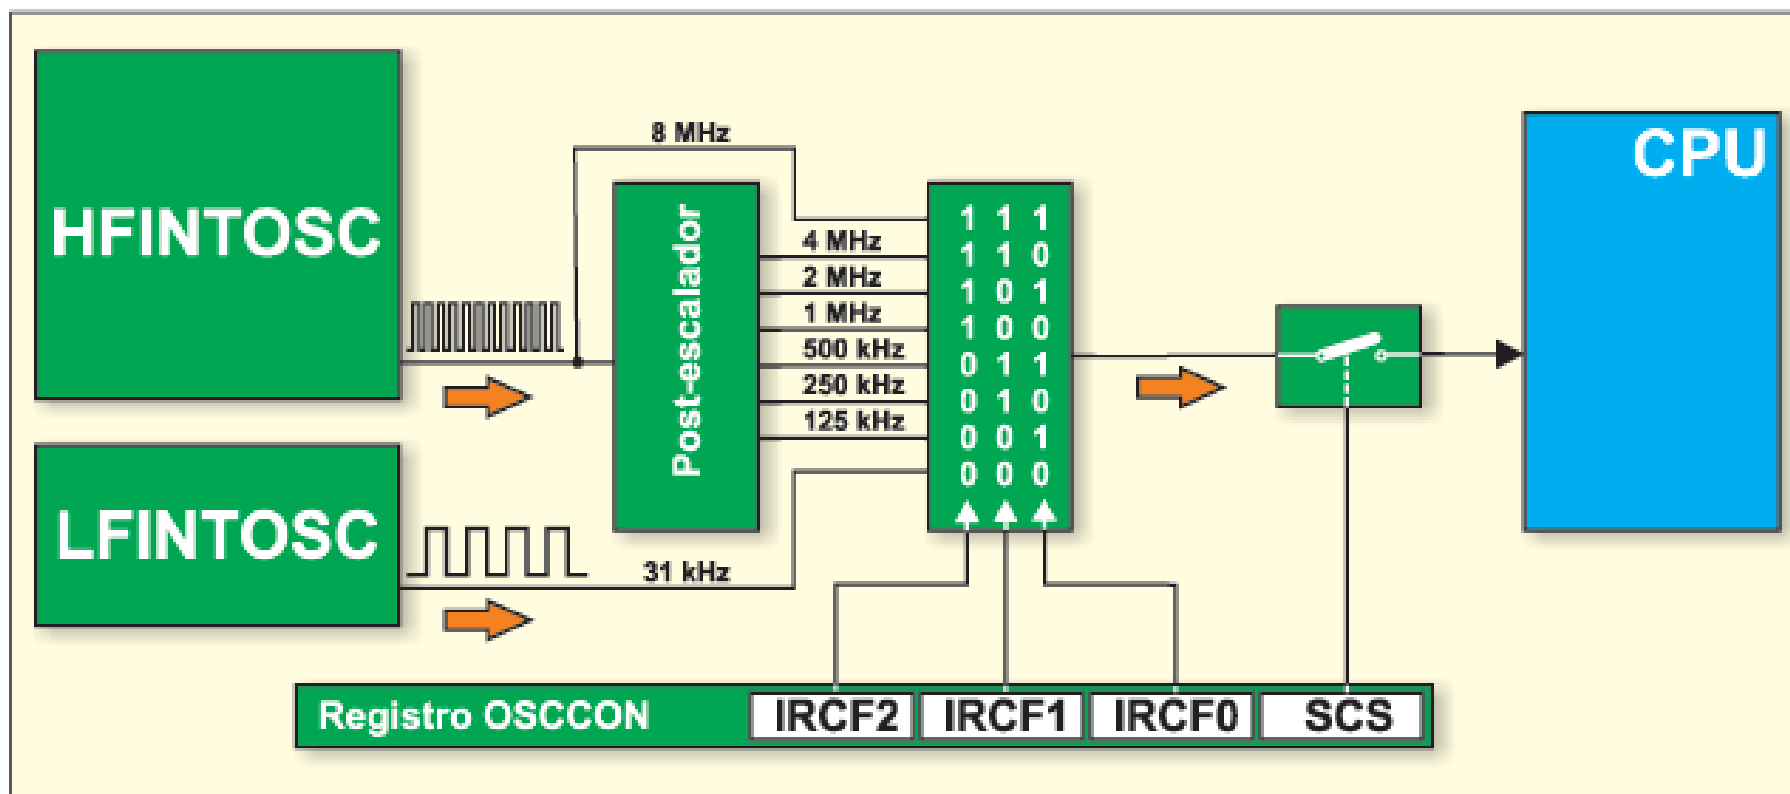 HFINTOSC
LFINTOSC
8 MHz
Post-escalador
4 MHz
2 MHz
1 MHz
500 kHz
250 kHz
125 kHz
31 kHz
1 1 1
1 1 0
1 0 1
1 0 0
0 1 1
0 1 0
0 0 1
0 0 0
CPU
Registro OSCCON IRCF2 IRCF1 IRCF0 SCS